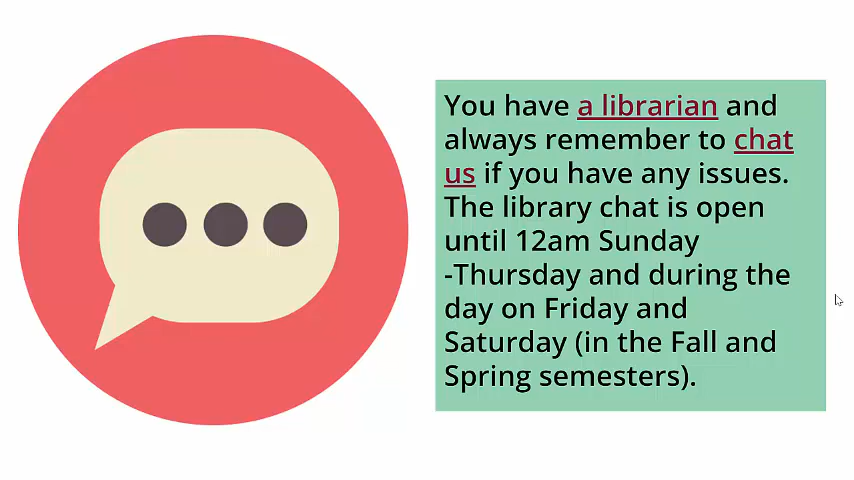 You have a librarian and
always remember to chat
us if you have any issues.
The library chat is open
until 12am Sunday
-Thursday and during the
day on Friday and
Saturday (in the Fall and
Spring semesters).